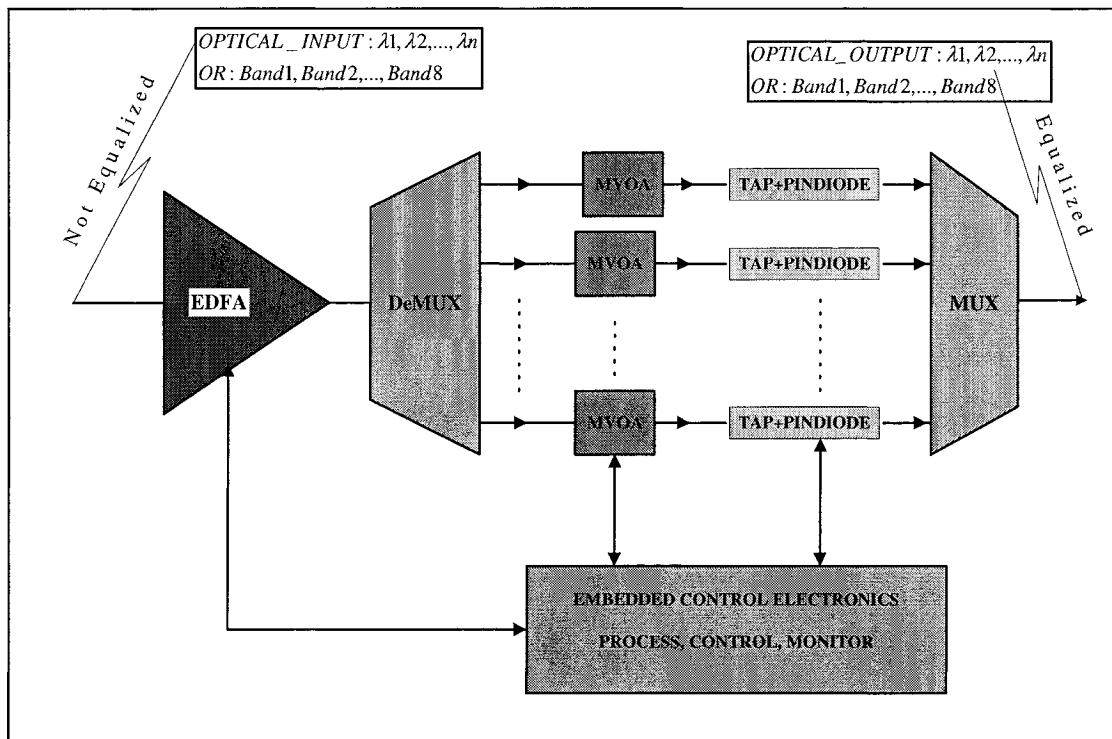 OPTICAL_INPUT : λ1, λ2,..., λn
OR : Band1, Band2,..., Band8
OPTICAL_OUTPUT : λ1, λ2,..., λn
OR : Band1, Band2,..., Band8
Not Equalized
Equalized
MVOA
TAP+PINDIODE
MVOA
TAP+PINDIODE
EDFA
DeMUX
MUX
MVOA
TAP+PINDIODE
EMBEDDED CONTROL ELECTRONICS
PROCESS, CONTROL, MONITOR